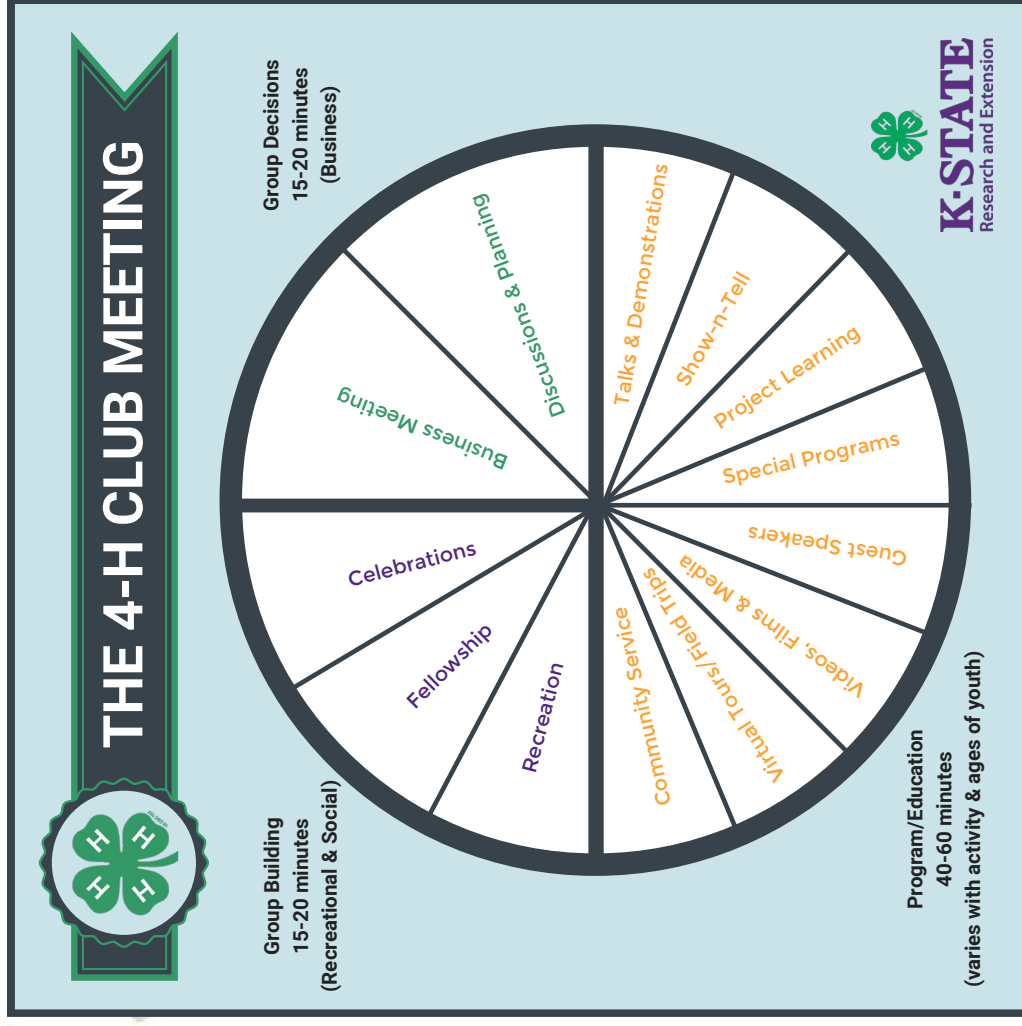 THE 4-H CLUB MEETING
H
H
H
H
Group Building
15-20 minutes
(Recreational & Social)
Group Decisions
15-20 minutes
(Business)
Celebrations
Fellowship
Recreation
Business Meeting
Discussions & Planning
Talks & Demonstrations
Show-n-Tell
Project Learning
Special Programs
Guest Speakers
Videos, Films & Media
Virtual Tours/Field Trips
Community Service
Program/Education
40-60 minutes
(varies with activity & ages of youth)
H
H
H
H
K-STATE
Research and Extension